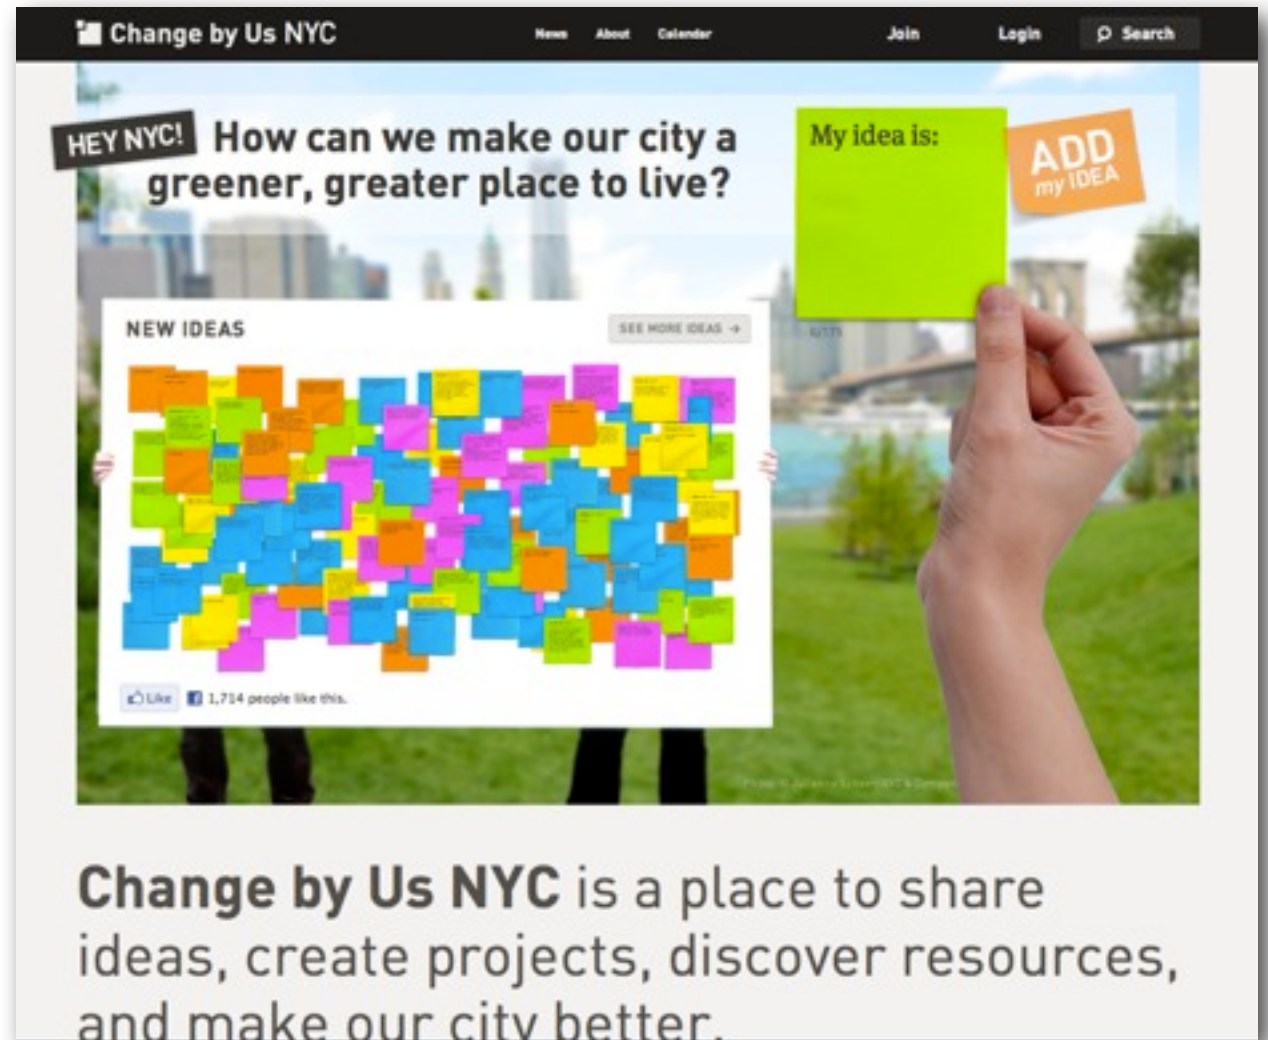 Change by Us NYC
News About Calendar
Join Login Search
HEY NYC! How can we make our city a
greener, greater place to live?
My idea is:
ADD
my IDEA
NEW IDEAS
SEE MORE IDEAS →
Like 1,714 people like this.
Change by Us NYC is a place to share
ideas, create projects, discover resources,
and make our city better.